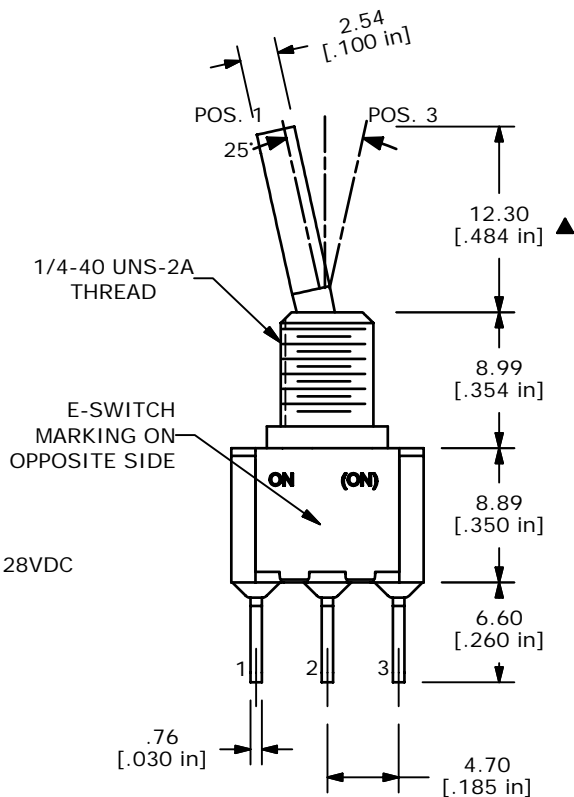 2.54
[.100 in]
POS. 1
POS. 3
25°
12.30
[.484 in]
1/4-40 UNS-2A
THREAD
8.99
[.354 in]
E-SWITCH
MARKING ON
OPPOSITE SIDE
ON (ON)
8.89
[.350 in]
28VDC
6.60
[.260 in]
1 2 3
.76
[.030 in]
4.70
[.185 in]